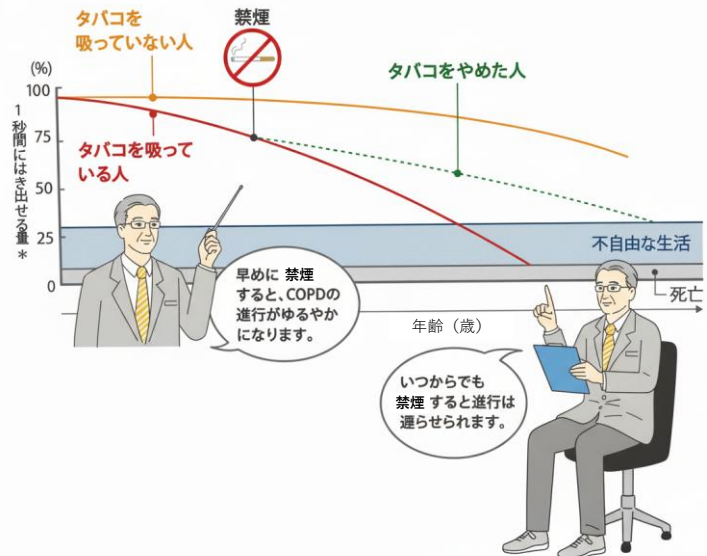 タバコを
吸っていない人
禁煙
タバコをやめた人
(%)
100
75
50
25
0
1秒間にはき出せる量＊
タバコを吸って
いる人
不自由な生活
死亡
年齢（歳）
早めに 禁煙
すると、COPDの
進行がゆるやか
になります。
いつからでも
禁煙 すると進行は
遅らせられます。